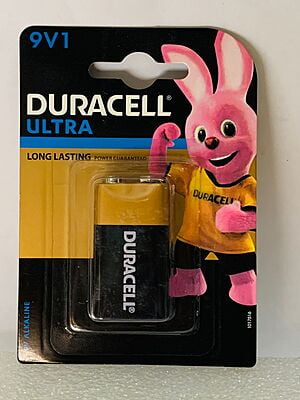 9V1
DURACELL®
ULTRA
LONG LASTING POWER GUARANTEED
DURACELL®
DURACELL
ALKALINE